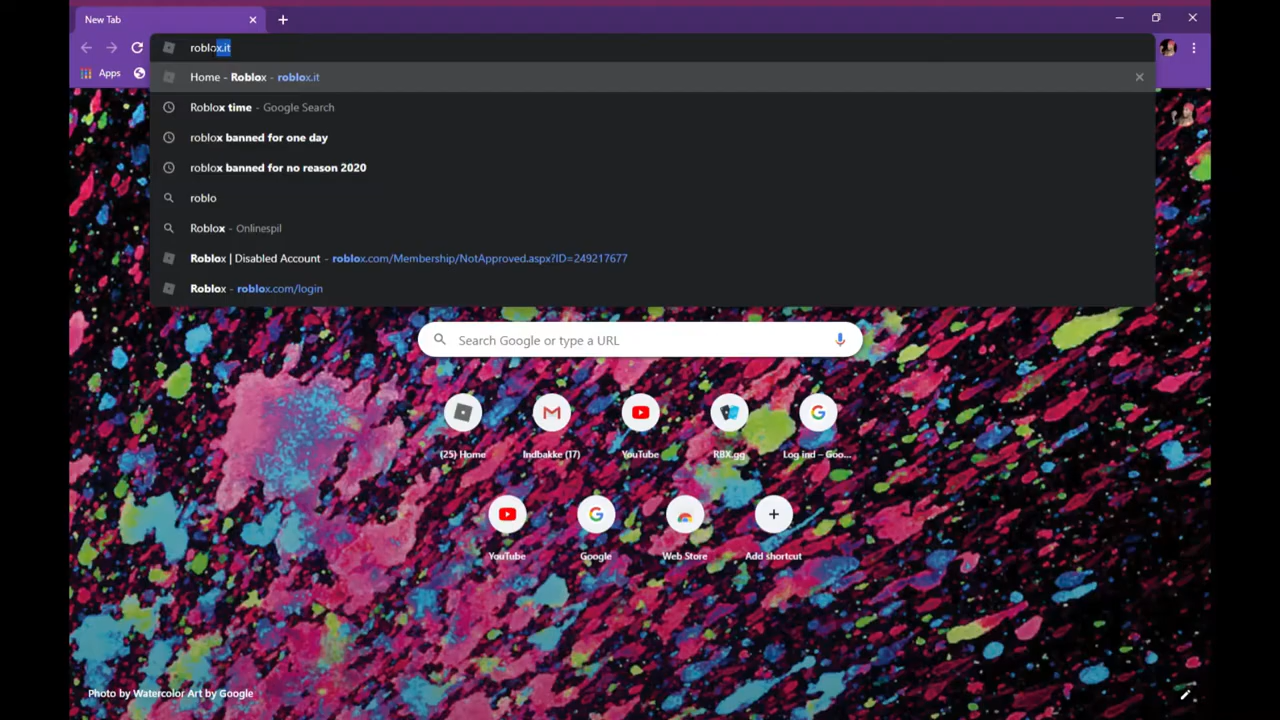 New Tab
roblox.it
Apps
Home - Roblox - roblox.it
Roblox time - Google Search
roblox banned for one day
roblox banned for no reason 2020
roblo
Roblox - Onlinespil
Roblox | Disabled Account - roblox.com/Membership/NotApproved.aspx?ID=249217677
Roblox - roblox.com/login
Search Google or type a URL
(25) Home
Indbakke (17)
YouTube
RBX.gg
Log ind – Goo...
YouTube
Google
Web Store
Add shortcut
Photo by Watercolor Art by Google